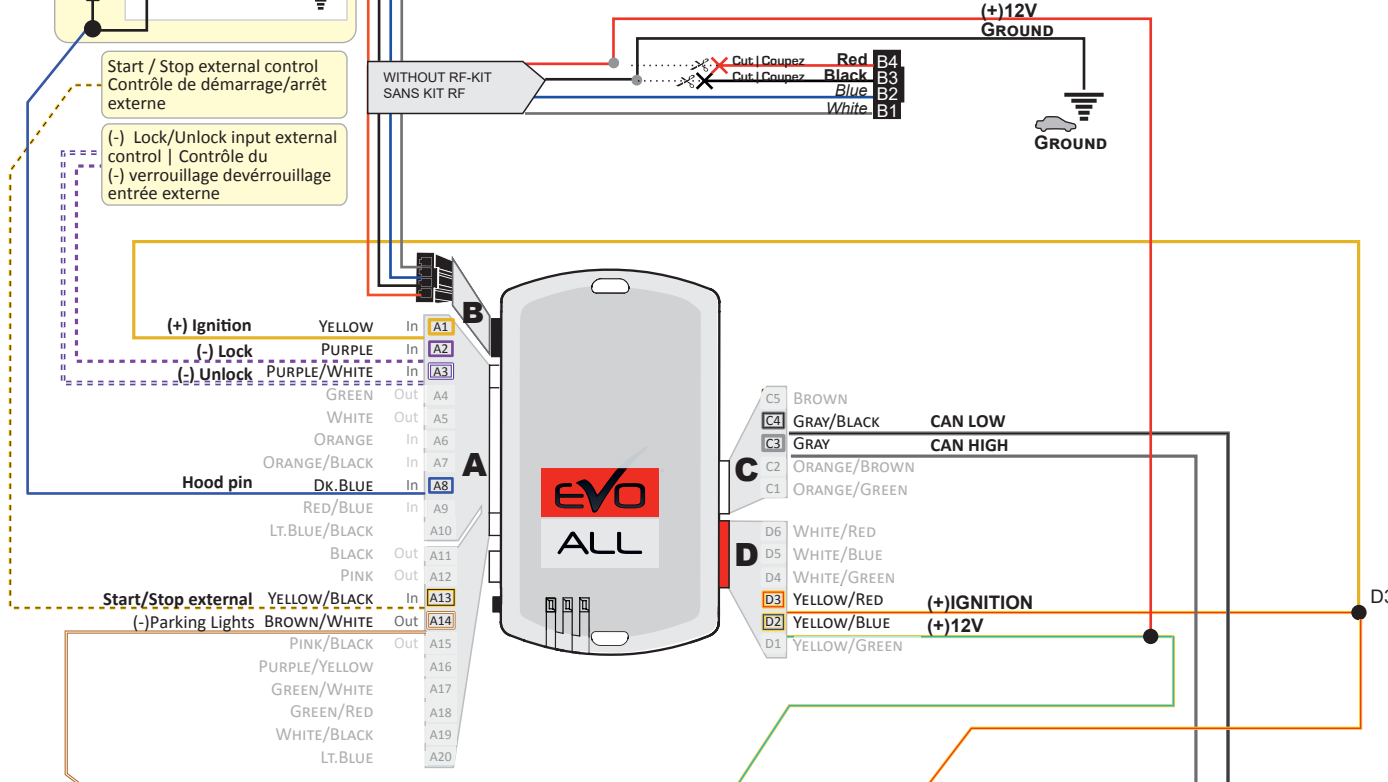 (+)12V
GROUND
Start / Stop external control
Contrôle de démarrage/arrêt
externe
WITHOUT RF-KIT
SANS KIT RF
Cut | Coupez Red B4
Cut | Coupez Black B3
Blue B2
White B1
(-) Lock/Unlock input external
control | Contrôle du
(-) verrouillage devérrouillage
entrée externe
GROUND
B
(+) Ignition YELLOW In A1
(-) Lock PURPLE In A2
(-) Unlock PURPLE/WHITE In A3
GREEN Out A4
WHITE Out A5
ORANGE In A6
ORANGE/BLACK In A7
Hood pin DK.BLUE In A8
RED/BLUE In A9
LT.BLUE/BLACK A10
BLACK Out A11
PINK Out A12
Start/Stop external YELLOW/BLACK In A13
(-)Parking Lights BROWN/WHITE Out A14
PINK/BLACK Out A15
PURPLE/YELLOW A16
GREEN/WHITE A17
GREEN/RED A18
WHITE/BLACK A19
LT.BLUE A20
A
EVO
ALL
C
C5 BROWN
C4 GRAY/BLACK CAN LOW
C3 GRAY CAN HIGH
C2 ORANGE/BROWN
C1 ORANGE/GREEN
D
D6 WHITE/RED
D5 WHITE/BLUE
D4 WHITE/GREEN
D3 YELLOW/RED (+)IGNITION
D2 YELLOW/BLUE (+)12V
D1 YELLOW/GREEN
D3